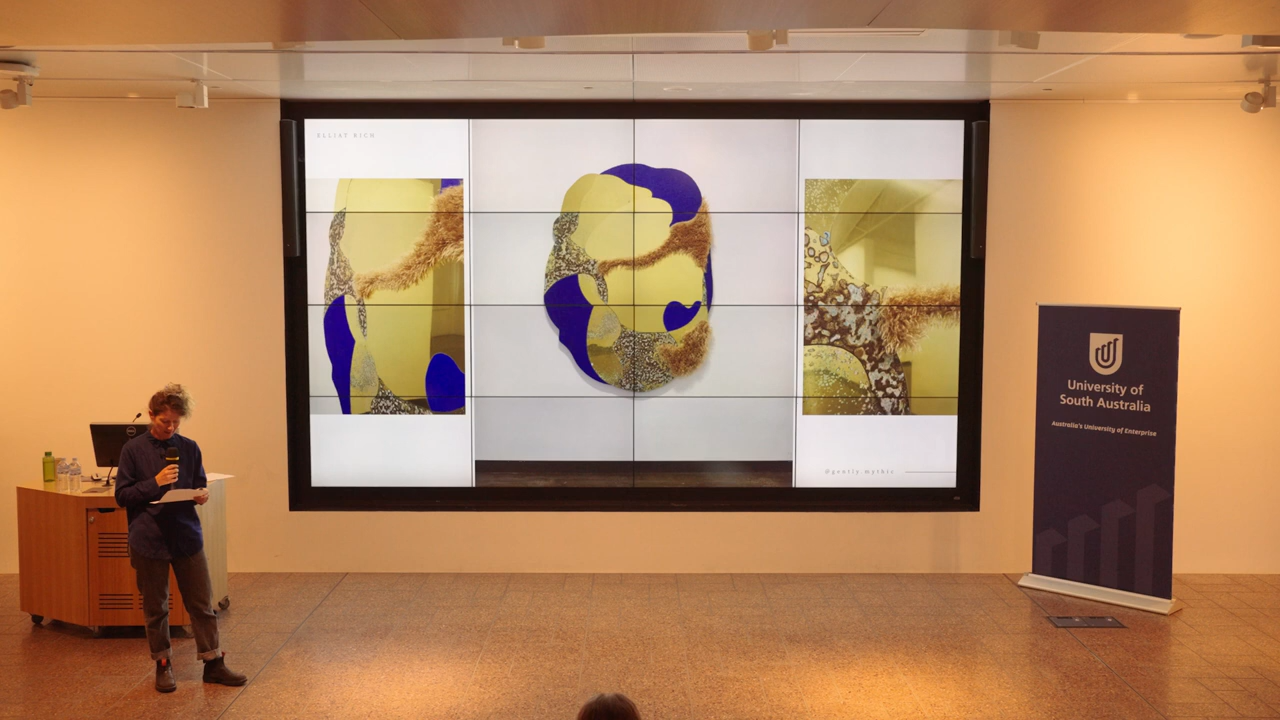 ELLIAT RICH
@gently.mythic
University of
South Australia
Australia's University of Enterprise